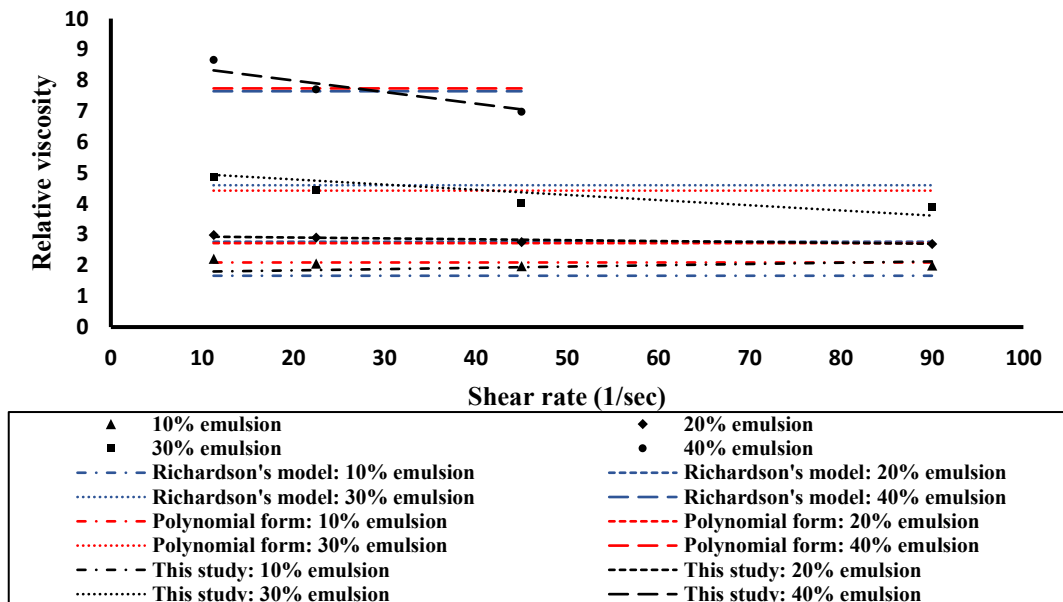 10
9
8
7
6
5
4
3
2
1
0
Relative viscosity
0 10 20 30 40 50 60 70 80 90 100
Shear rate (1/sec)
10% emulsion 20% emulsion
30% emulsion 40% emulsion
Richardson's model: 10% emulsion Richardson's model: 20% emulsion
Richardson's model: 30% emulsion Richardson's model: 40% emulsion
Polynomial form: 10% emulsion Polynomial form: 20% emulsion
Polynomial form: 30% emulsion Polynomial form: 40% emulsion
This study: 10% emulsion This study: 20% emulsion
This study: 30% emulsion This study: 40% emulsion